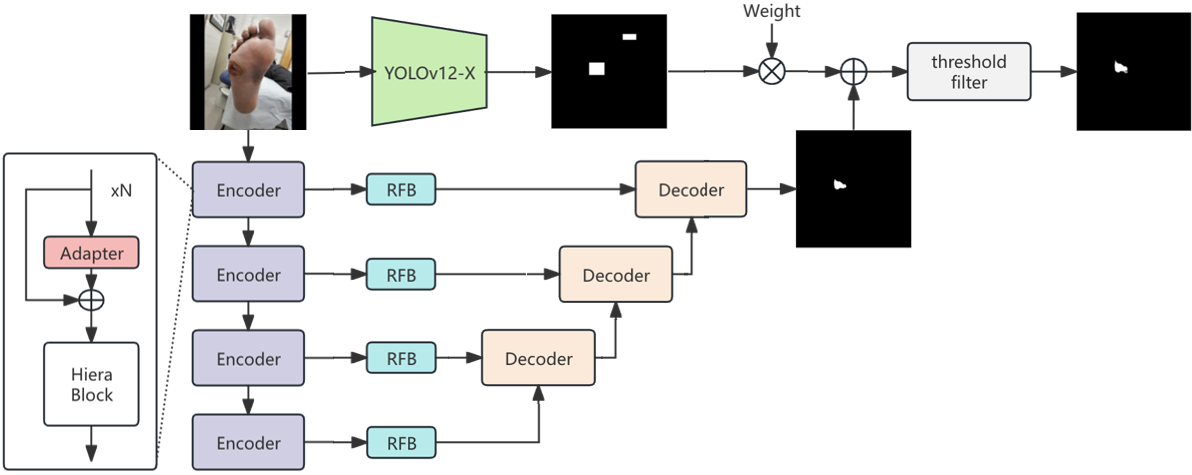 Weight
YOLOv12-X
threshold
filter
xN
Adapter
Hiera
Block
Encoder
RFB
Decoder
Encoder
RFB
Decoder
Encoder
RFB
Decoder
Encoder
RFB